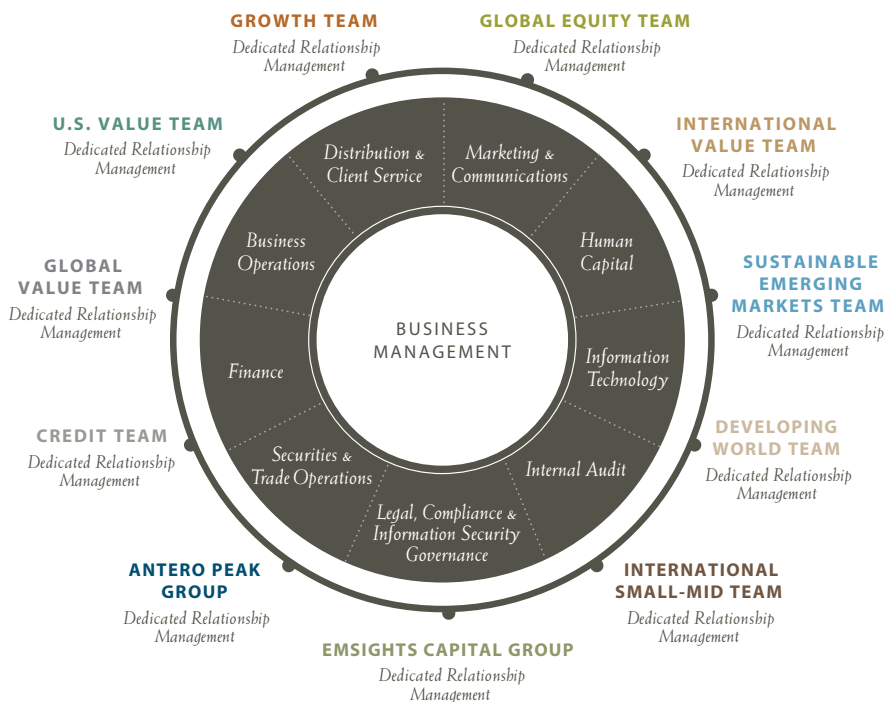 GROWTH TEAM
Dedicated Relationship
Management
GLOBAL EQUITY TEAM
Dedicated Relationship
Management
U.S. VALUE TEAM
Dedicated Relationship
Management
INTERNATIONAL
VALUE TEAM
Dedicated Relationship
Management
GLOBAL
VALUE TEAM
Dedicated Relationship
Management
SUSTAINABLE
EMERGING
MARKETS TEAM
Dedicated Relationship
Management
CREDIT TEAM
Dedicated Relationship
Management
DEVELOPING
WORLD TEAM
Dedicated Relationship
Management
ANTERO PEAK
GROUP
Dedicated Relationship
Management
INTERNATIONAL
SMALL-MID TEAM
Dedicated Relationship
Management
EMSIGHTS CAPITAL GROUP
Dedicated Relationship
Management
Distribution &
Client Service
Marketing &
Communications
Business
Operations
Human
Capital
Finance
Information
Technology
Securities &
Trade Operations
Internal Audit
Legal, Compliance &
Information Security
Governance
BUSINESS
MANAGEMENT